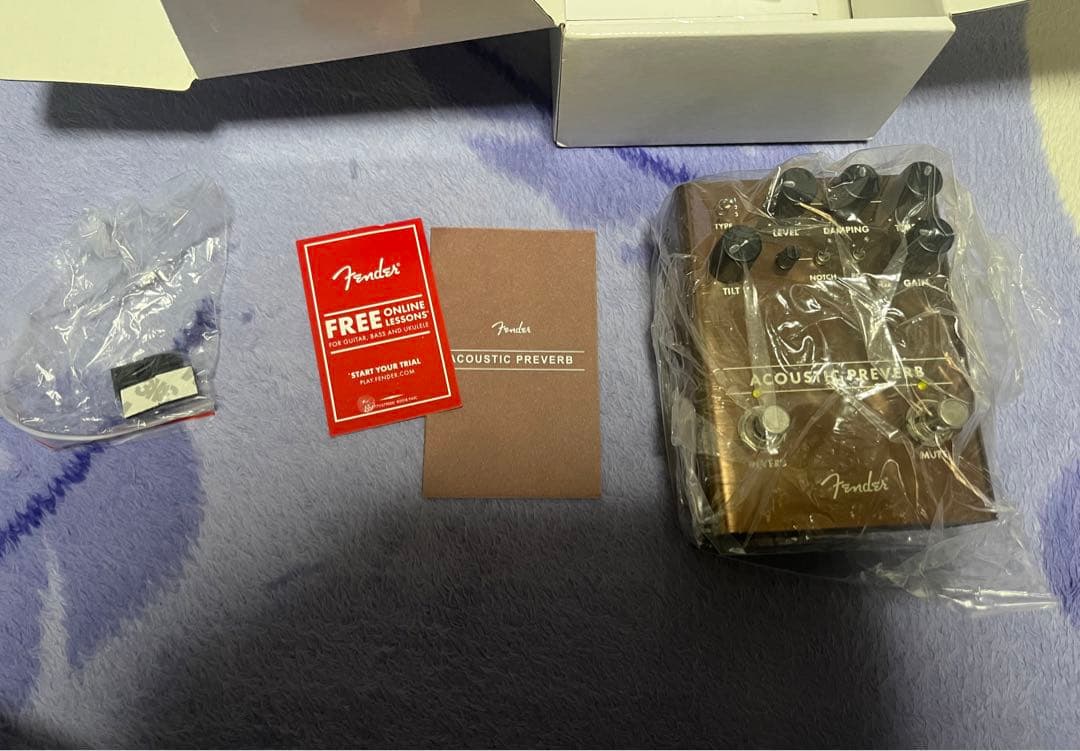 Fender
FREE ONLINE LESSONS*
FOR GUITAR, BASS AND UKULELE
*START YOUR TRIAL
PLAY.FENDER.COM
Fender
ACOUSTIC PREVERB
TYPE
LEVEL DAMPING
TILT
NOTCH
GAIN
ACOUSTIC PREVERB
REVERB
MUTE
Fender